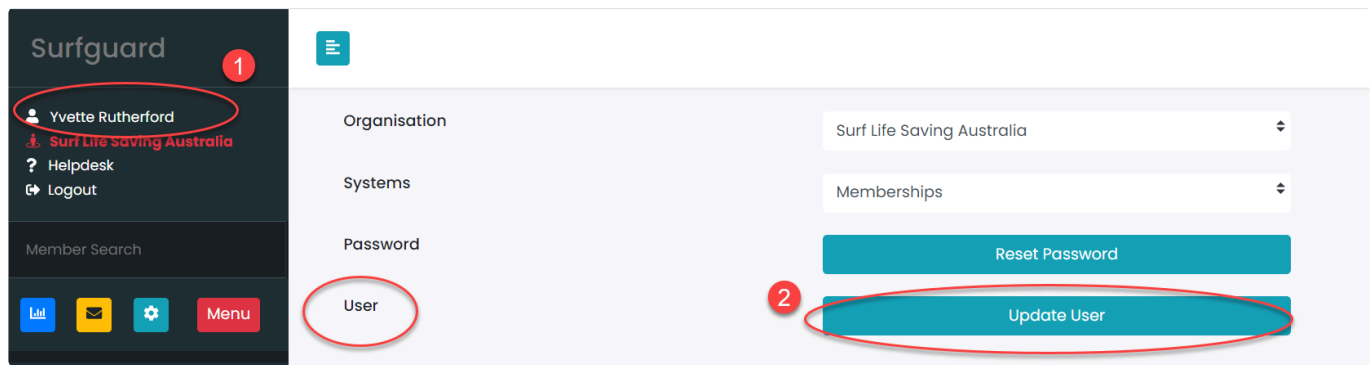 Surfguard
1
Yvette Rutherford
Surf Life Saving Australia
Helpdesk
Logout
Member Search
Menu
Organisation
Surf Life Saving Australia
Systems
Memberships
Password
Reset Password
User
2
Update User